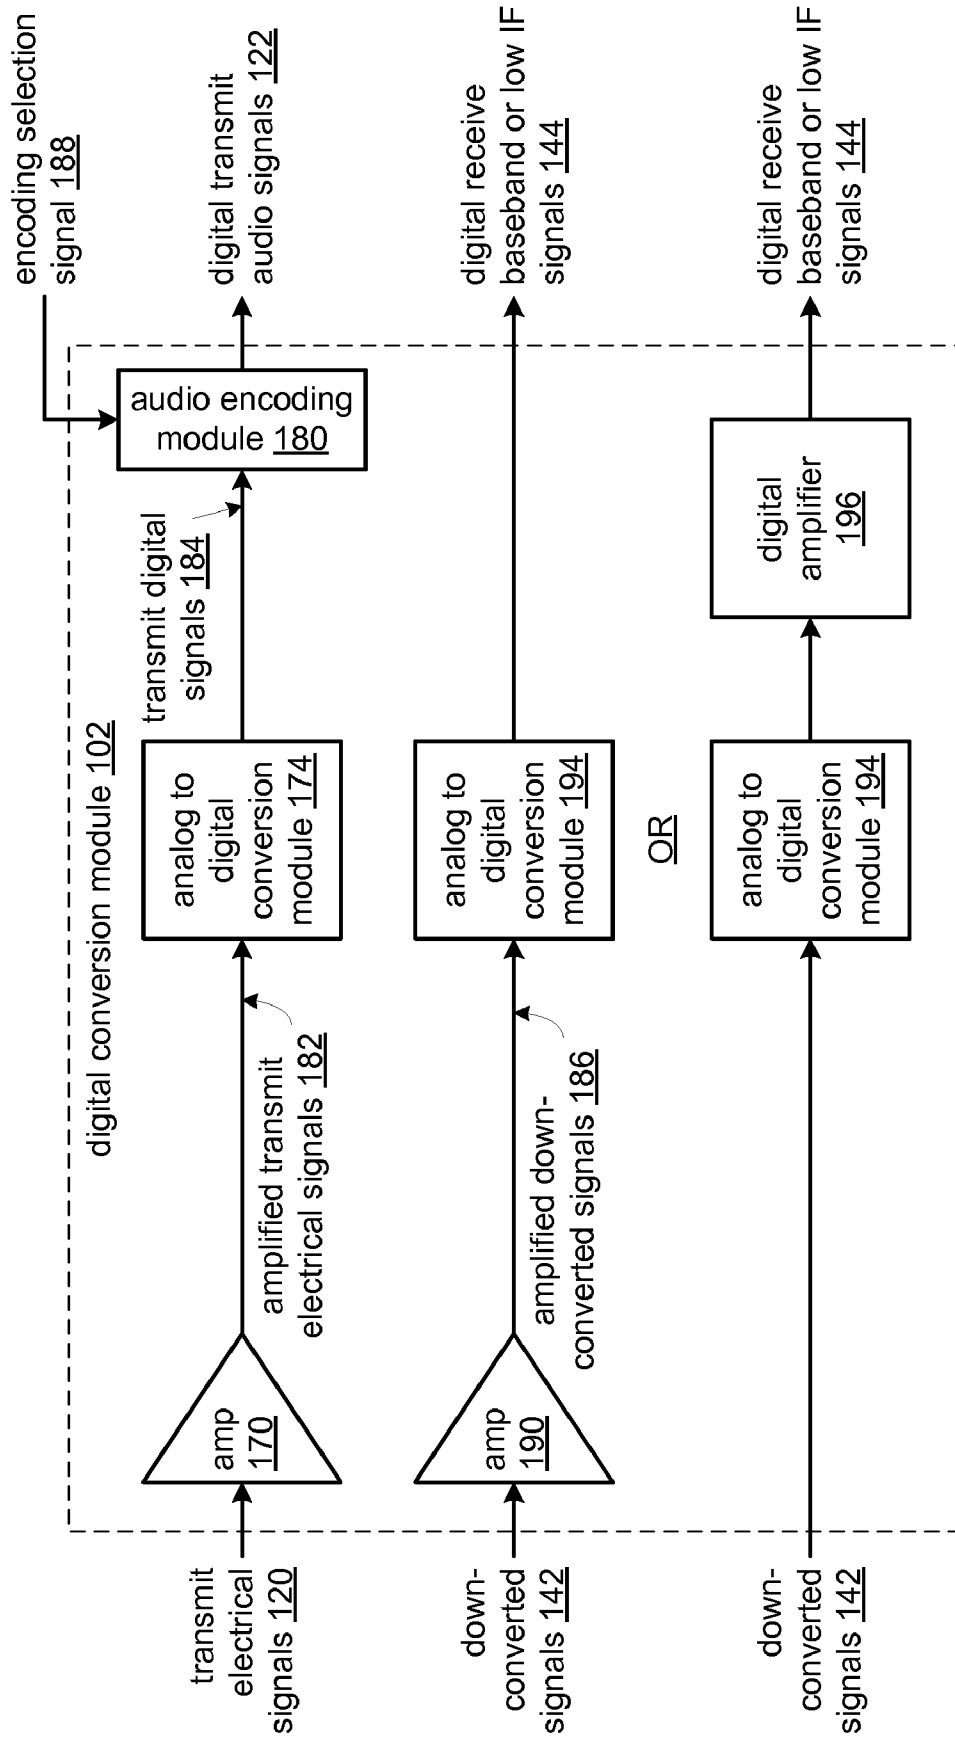 encoding selection
signal 188
digital conversion module 102
transmit
electrical
signals 120
amp
170
amplified transmit
electrical signals 182
analog to
digital
conversion
module 174
transmit digital
signals 184
audio encoding
module 180
digital transmit
audio signals 122
down-
converted
signals 142
amp
190
amplified down-
converted signals 186
analog to
digital
conversion
module 194
digital receive
baseband or low IF
signals 144
OR
down-
converted
signals 142
analog to
digital
conversion
module 194
digital
amplifier
196
digital receive
baseband or low IF
signals 144